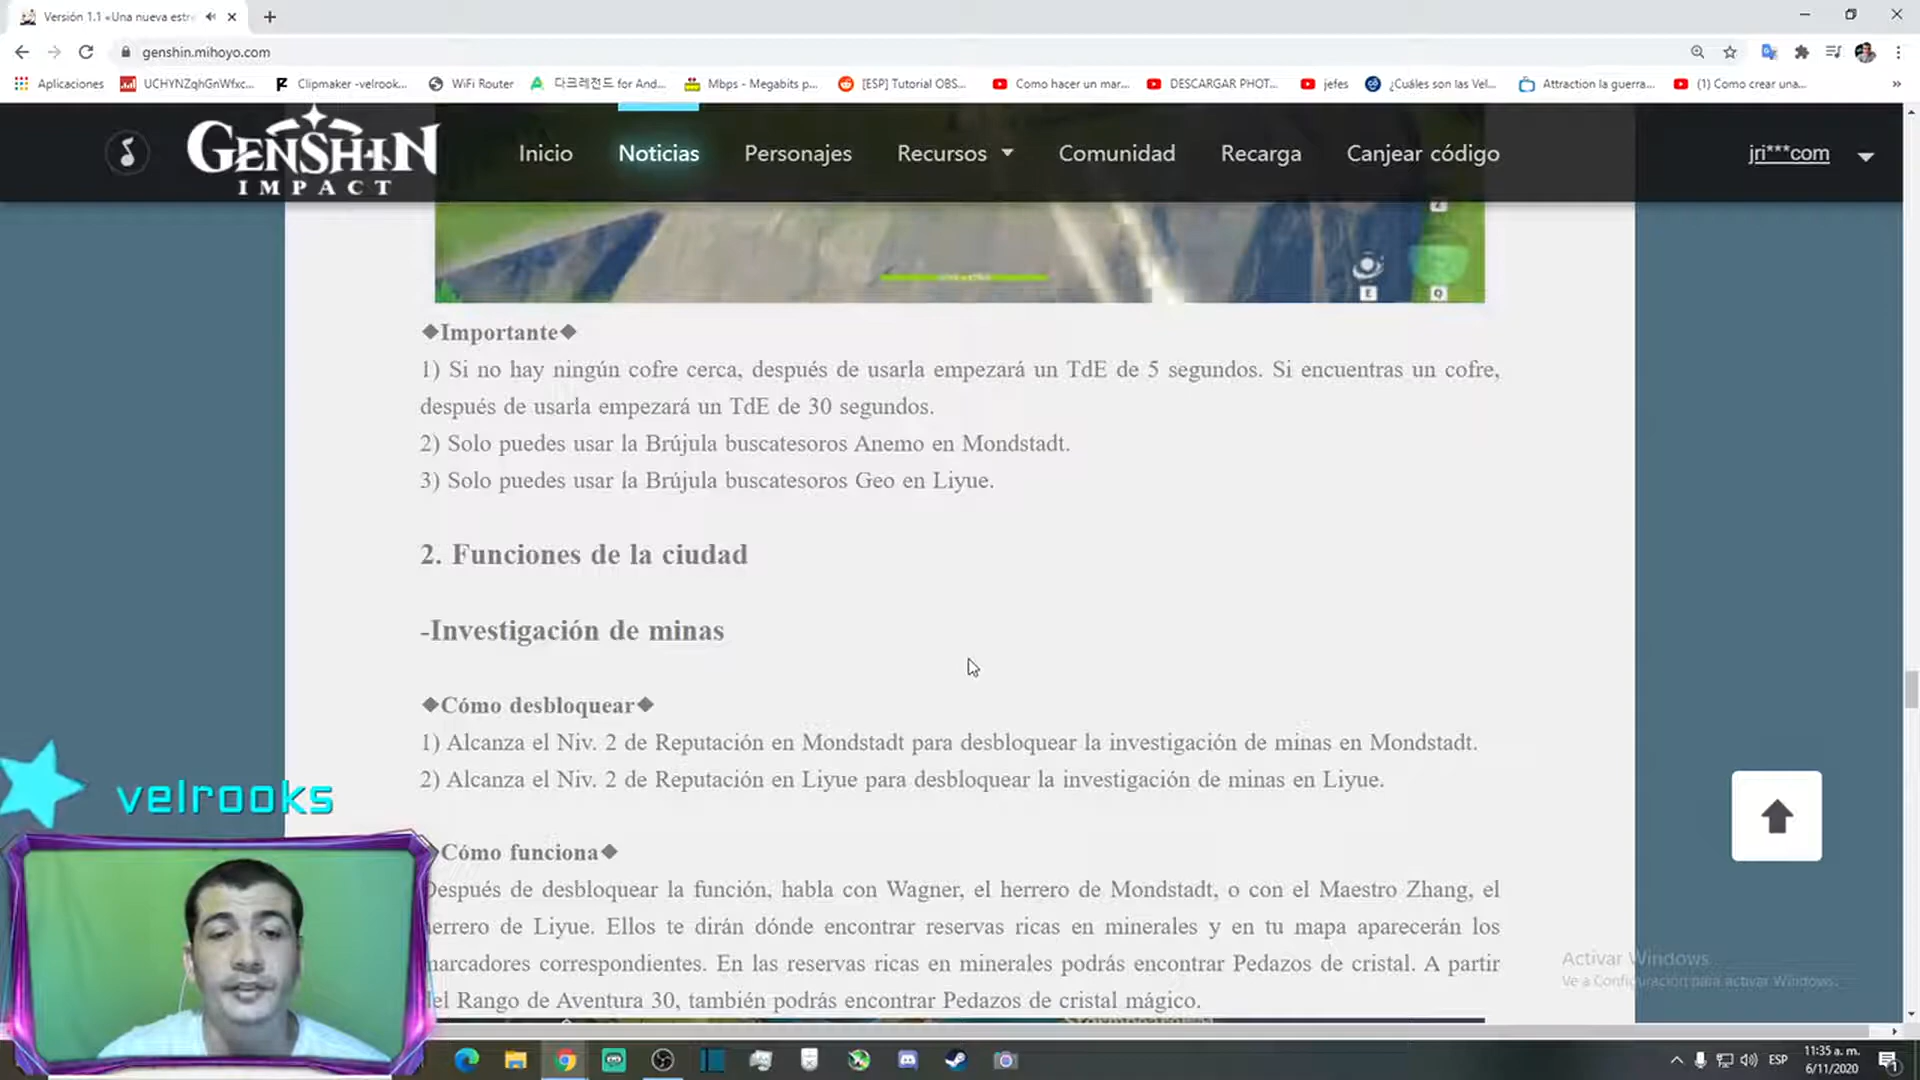 Versión 1.1 «Una nueva estre
genshin.mihoyo.com
Aplicaciones
UCHYNZqhGnWfxc...
Clipmaker -velrook...
WiFi Router
다크레전드 for And...
Mbps - Megabits p...
[ESP] Tutorial OBS...
Como hacer un mar...
DESCARGAR PHOT...
jefes
¿Cuáles son las Vel...
Attraction la guerra...
(1) Como crear una...
»
GENSHIN
IMPACT
Inicio
Noticias
Personajes
Recursos
Comunidad
Recarga
Canjear código
jri***com
Z
E
Q
◆Importante◆
1) Si no hay ningún cofre cerca, después de usarla empezará un TdE de 5 segundos. Si encuentras un cofre,
después de usarla empezará un TdE de 30 segundos.
2) Solo puedes usar la Brújula buscatesoros Anemo en Mondstadt.
3) Solo puedes usar la Brújula buscatesoros Geo en Liyue.
2. Funciones de la ciudad
-Investigación de minas
◆Cómo desbloquear◆
1) Alcanza el Niv. 2 de Reputación en Mondstadt para desbloquear la investigación de minas en Mondstadt.
2) Alcanza el Niv. 2 de Reputación en Liyue para desbloquear la investigación de minas en Liyue.
velrooks
◆Cómo funciona◆
Después de desbloquear la función, habla con Wagner, el herrero de Mondstadt, o con el Maestro Zhang, el
herrero de Liyue. Ellos te dirán dónde encontrar reservas ricas en minerales y en tu mapa aparecerán los
marcadores correspondientes. En las reservas ricas en minerales podrás encontrar Pedazos de cristal. A partir
del Rango de Aventura 30, también podrás encontrar Pedazos de cristal mágico.
Activar Windows
Ve a Configuración para activar Windows.
ESP
11:35 a. m.
6/11/2020
1